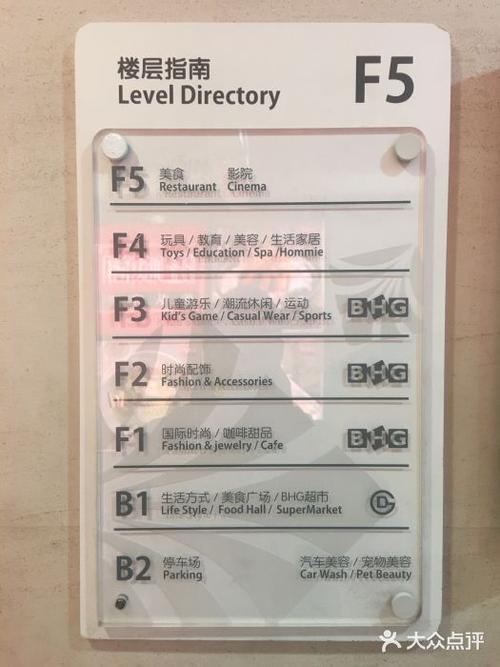 楼层指南
Level Directory
F5
F5 美食 影院
Restaurant Cinema
F4 玩具 / 教育 / 美容 / 生活家居
Toys / Education / Spa /Hommie
F3 儿童游乐 / 潮流休闲 / 运动
Kid's Game / Casual Wear / Sports
BHG
F2 时尚配饰
Fashion & Accessories
BHG
F1 国际时尚 / 咖啡甜品
Fashion & jewelry / Cafe
BHG
B1 生活方式 / 美食广场 / BHG超市
Life Style / Food Hall / SuperMarket
B2 停车场 汽车美容 / 宠物美容
Parking Car Wash / Pet Beauty
大众点评